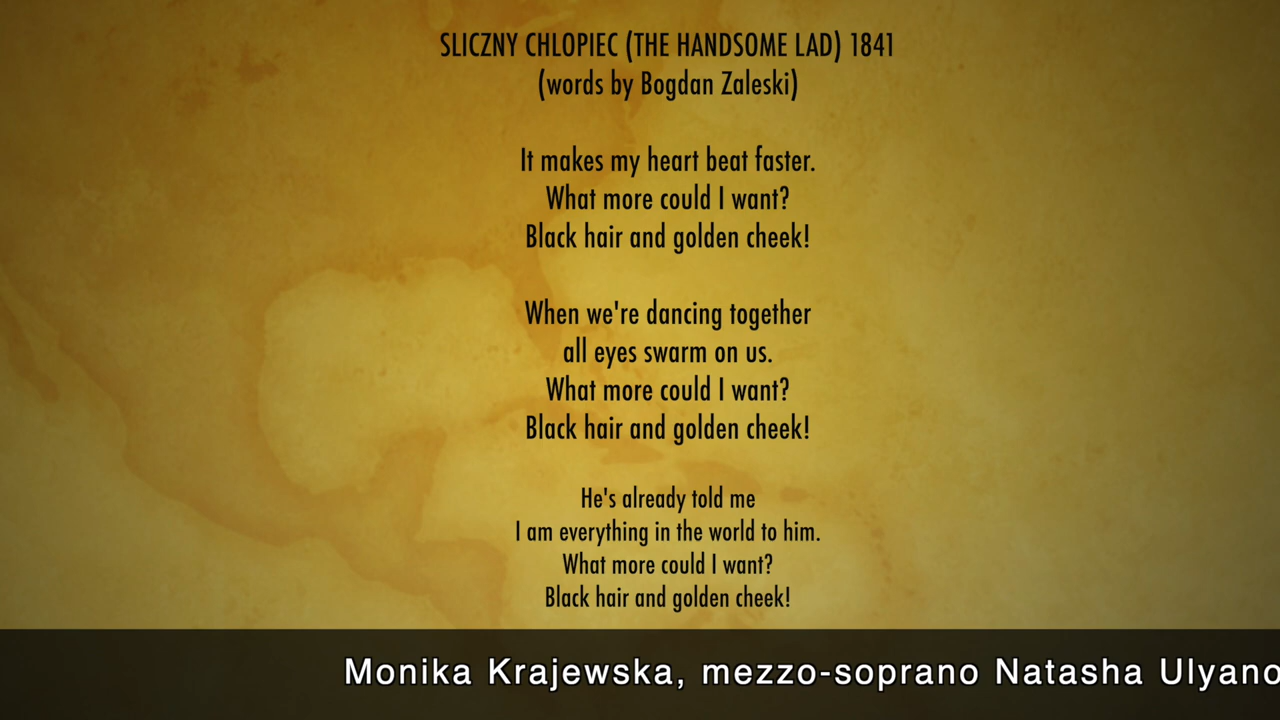 SLICZNY CHLOPIEC (THE HANDSOME LAD) 1841
(words by Bogdan Zaleski)
It makes my heart beat faster.
What more could I want?
Black hair and golden cheek!
When we're dancing together
all eyes swarm on us.
What more could I want?
Black hair and golden cheek!
He's already told me
I am everything in the world to him.
What more could I want?
Black hair and golden cheek!
Monika Krajewska, mezzo-soprano Natasha Ulyano